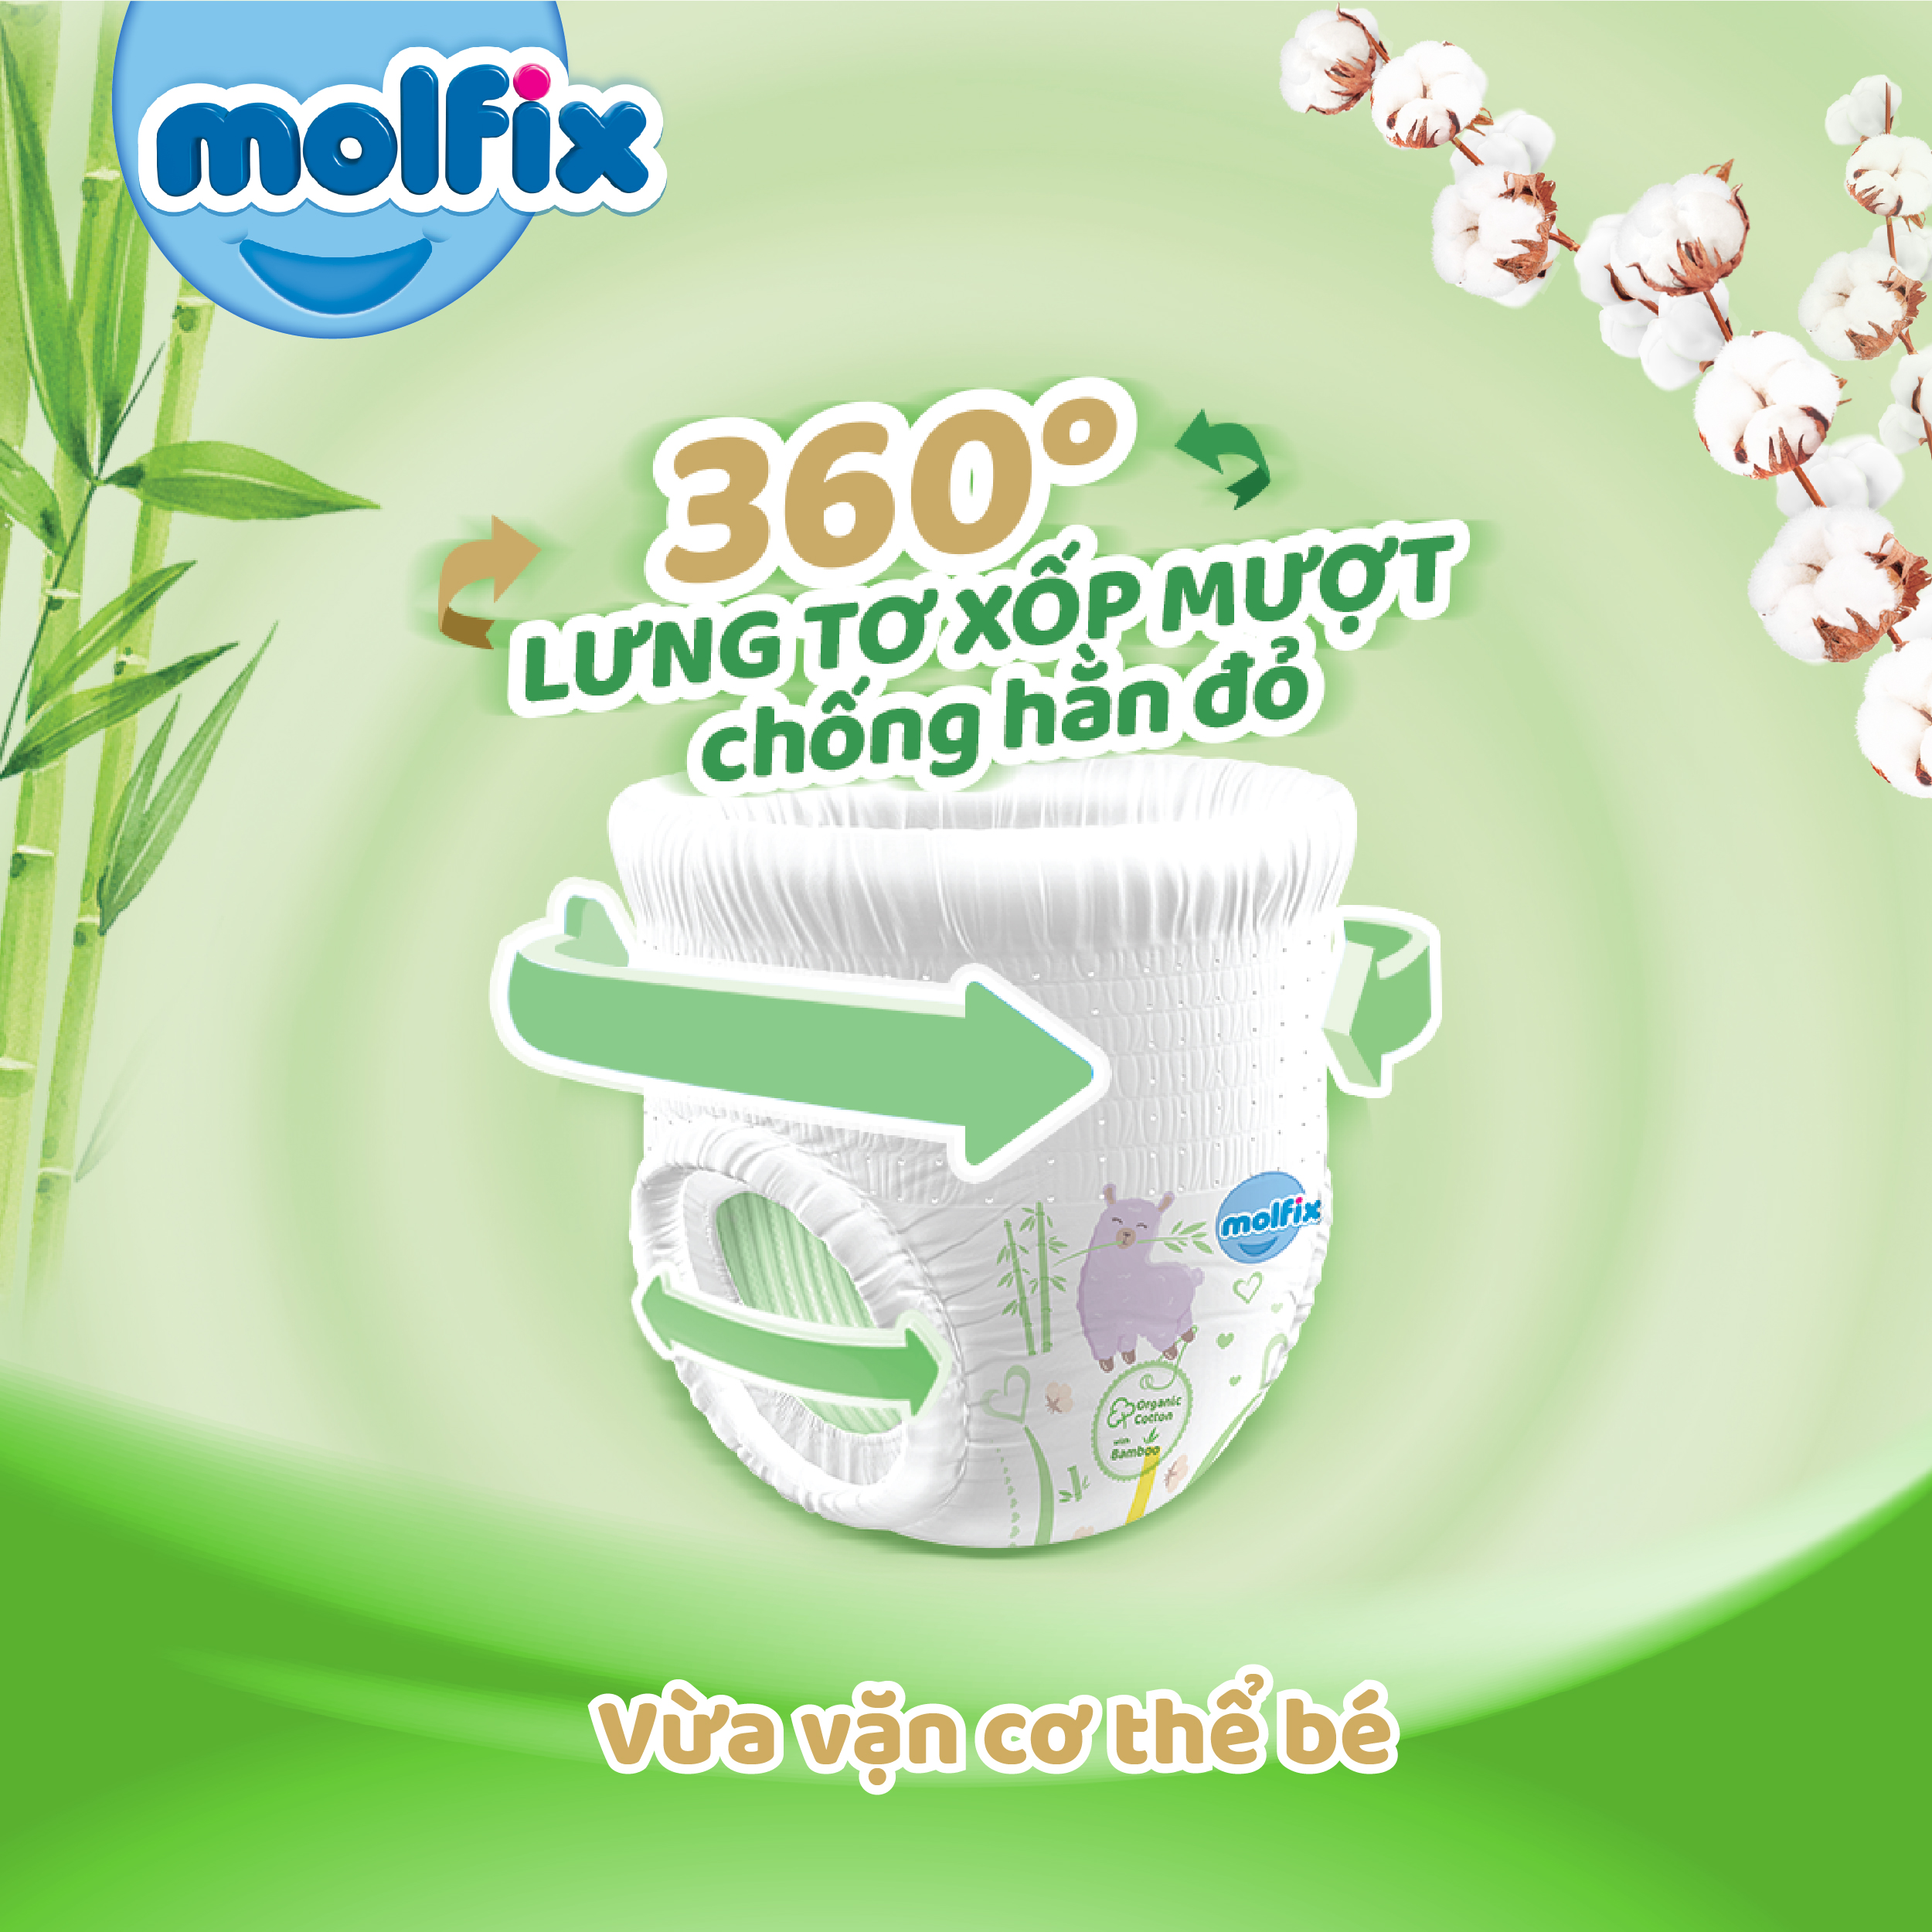 molfix
360°
LƯNG TƠ XỐP MƯỢT
chống hằn đỏ
molfix
Organic
Cotton
with
Bamboo
Vừa vặn cơ thể bé